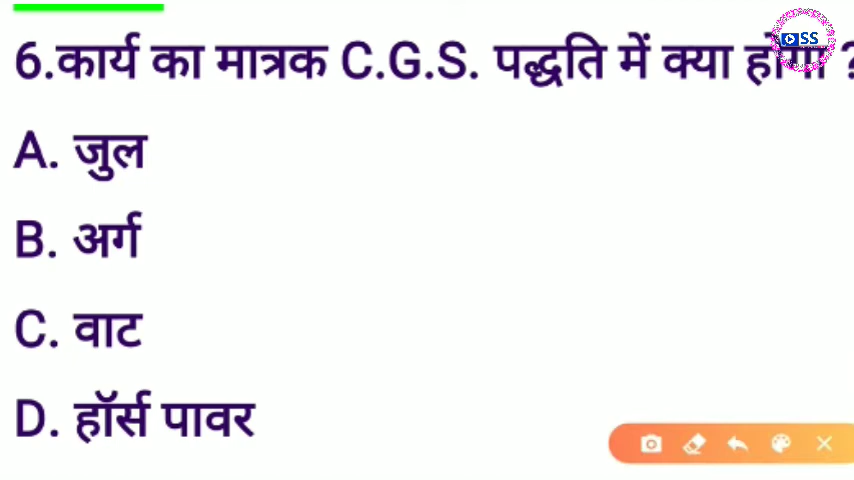 SS
6.कार्य का मात्रक C.G.S. पद्धति में क्या होगा ?
A. जुल
B. अर्ग
C. वाट
D. हॉर्स पावर